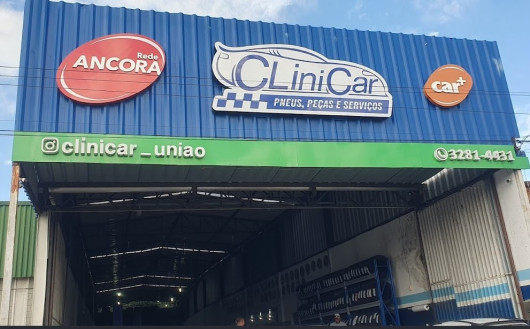 Rede
ANCORA
CLiniCar
PNEUS, PEÇAS E SERVIÇOS
car+
clinicar_uniao
3281-4431